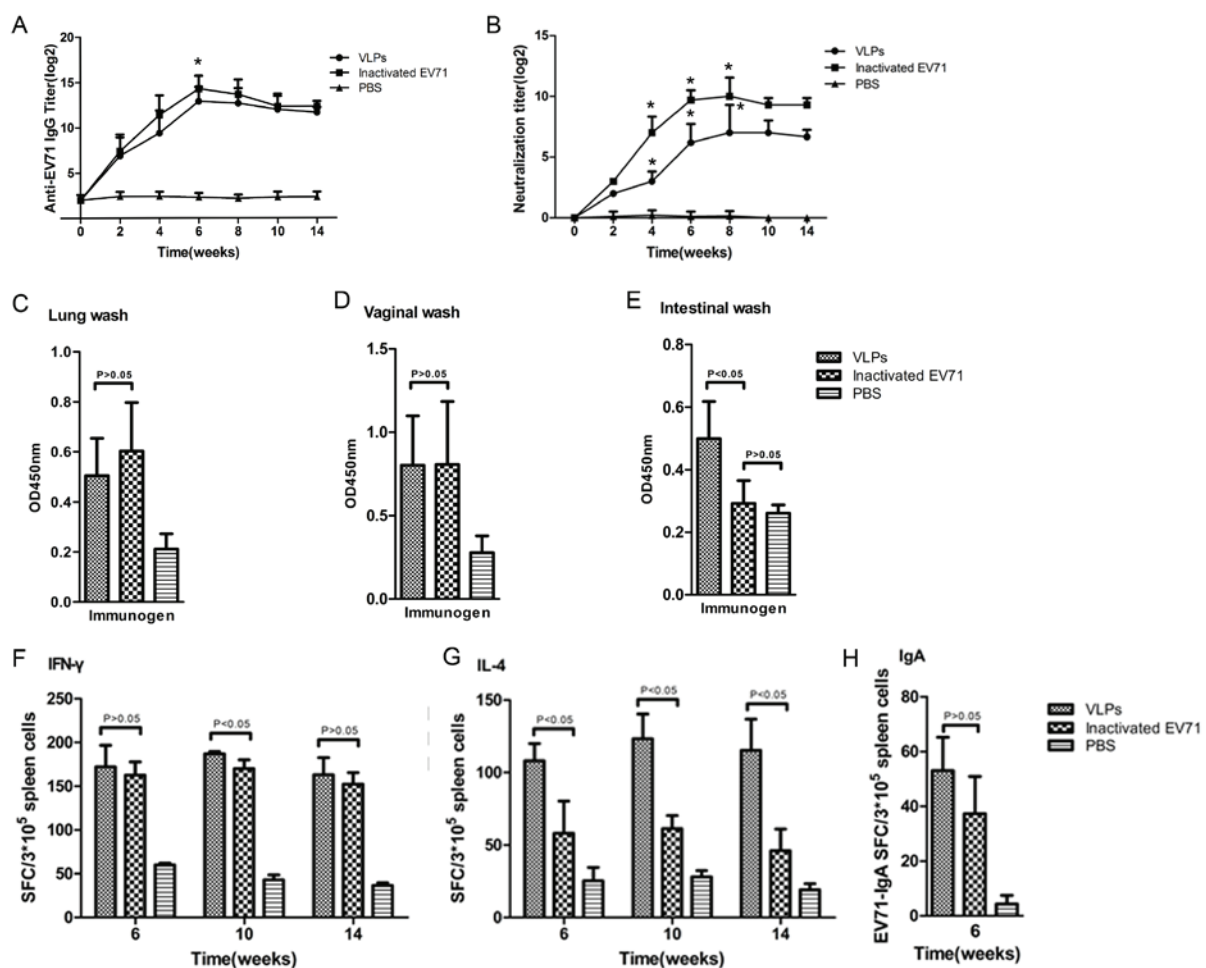 A
Anti-EV71 IgG Titer(log2)
20
15
10
5
*
0 2 4 6 8 10 14
Time(weeks)
VLPs
Inactivated EV71
PBS
B
Neutralization titer(log2)
15
10
5
0
* * *
* * *
0 2 4 6 8 10 14
Time(weeks)
VLPs
Inactivated EV71
PBS
C
Lung wash
OD450nm
1.0
0.8
0.6
0.4
0.2
0.0
P>0.05
Immunogen
D
Vaginal wash
OD450nm
1.5
1.0
0.5
0.0
P>0.05
Immunogen
E
Intestinal wash
OD450nm
0.8
0.6
0.4
0.2
0.0
P<0.05
P>0.05
Immunogen
VLPs
Inactivated EV71
PBS
F
IFN-γ
SFC/3*10⁵ spleen cells
250
200
150
100
50
0
P>0.05 P<0.05 P>0.05
6 10 14
Time(weeks)
G
IL-4
SFC/3*10⁵ spleen cells
150
100
50
0
P<0.05 P<0.05 P<0.05
6 10 14
Time(weeks)
H
IgA
EV71-IgA SFC/3*10⁵ spleen cells
80
60
40
20
0
P>0.05
6
Time(weeks)
VLPs
Inactivated EV71
PBS